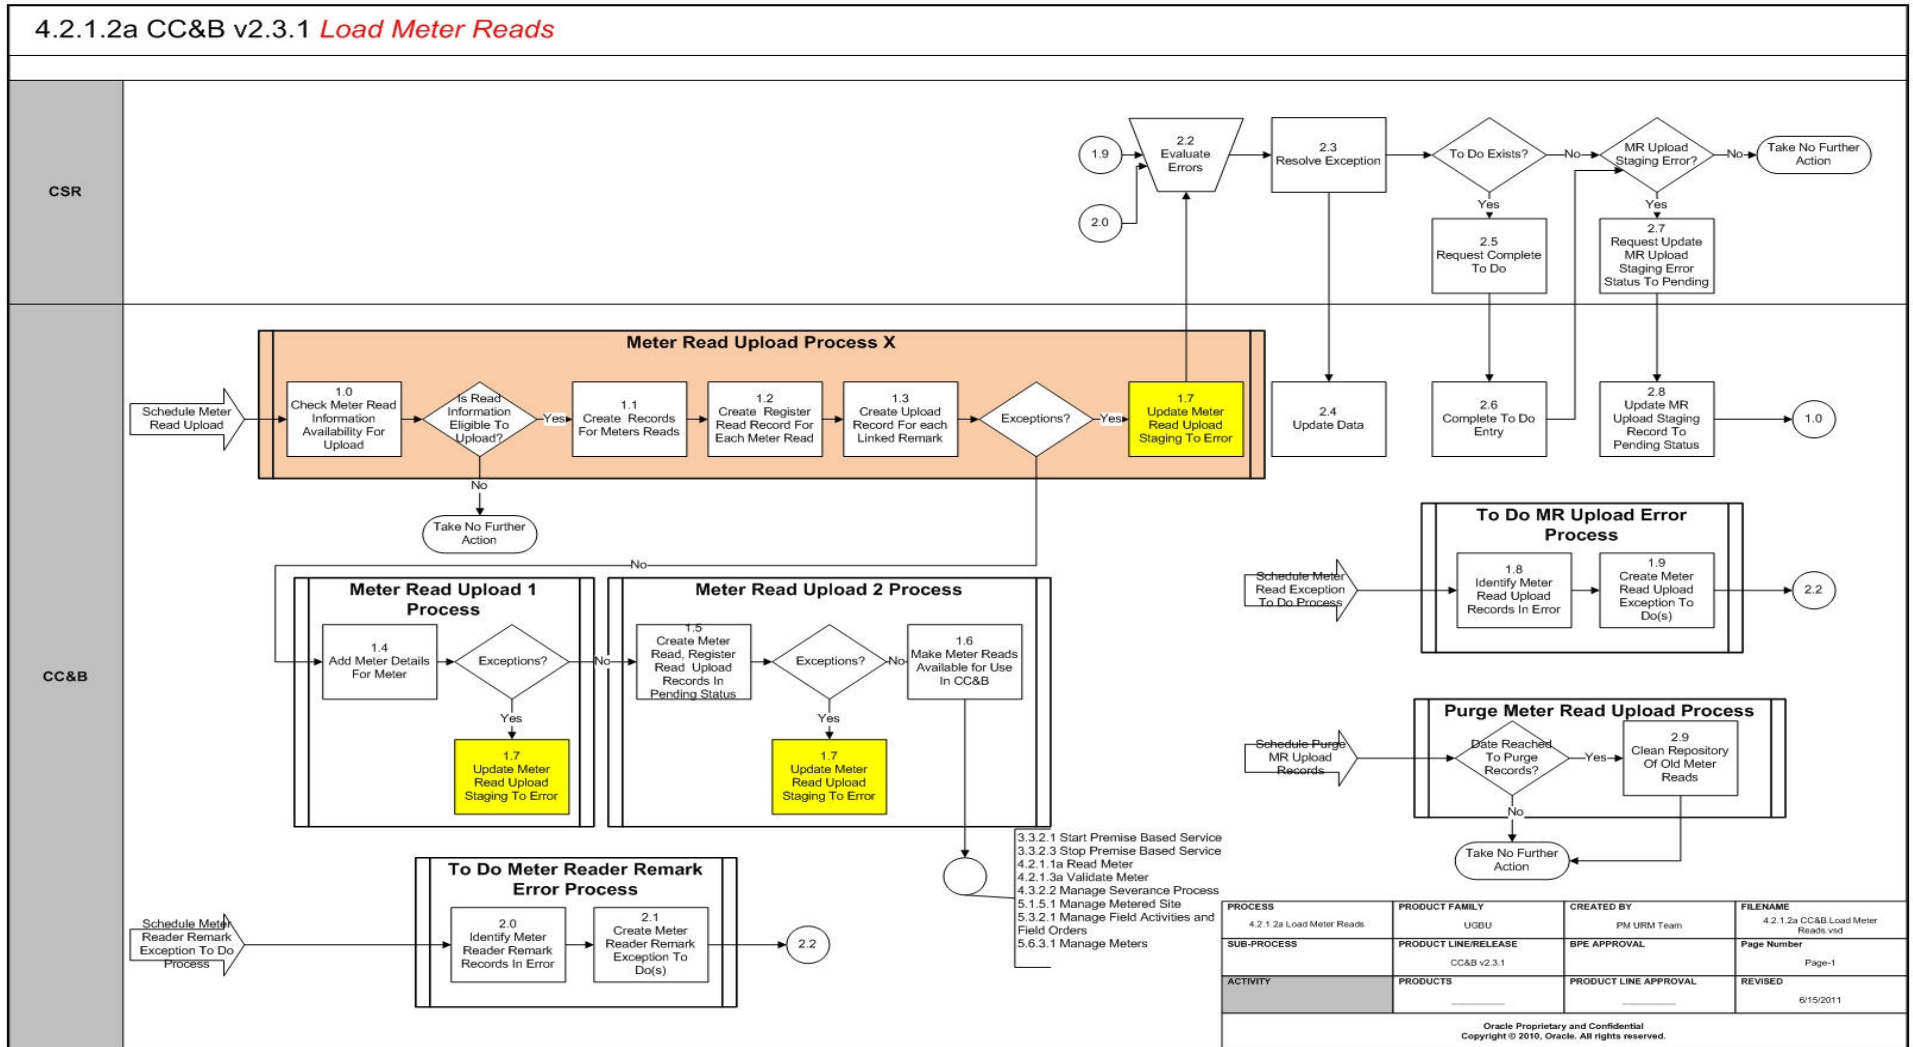 4.2.1.2a CC&B v2.3.1 Load Meter Reads
CSR
1.9
2.0
2.2
Evaluate
Errors
2.3
Resolve Exception
To Do Exists?
No
MR Upload
Staging Error?
No
Take No Further
Action
Yes
Yes
2.5
Request Complete
To Do
2.7
Request Update
MR Upload
Staging Error
Status To Pending
CC&B
Meter Read Upload Process X
Schedule Meter
Read Upload
1.0
Check Meter Read
Information
Availability For
Upload
Is Read
Information
Eligible To
Upload?
Yes
1.1
Create Records
For Meters Reads
1.2
Create Register
Read Record For
Each Meter Read
1.3
Create Upload
Record For each
Linked Remark
Exceptions?
Yes
1.7
Update Meter
Read Upload
Staging To Error
2.4
Update Data
2.6
Complete To Do
Entry
2.8
Update MR
Upload Staging
Record To
Pending Status
1.0
No
Take No Further
Action
No
Meter Read Upload 1
Process
1.4
Add Meter Details
For Meter
Exceptions?
No
Yes
1.7
Update Meter
Read Upload
Staging To Error
Meter Read Upload 2 Process
1.5
Create Meter
Read, Register
Read Upload
Records In
Pending Status
Exceptions?
No
Yes
1.7
Update Meter
Read Upload
Staging To Error
1.6
Make Meter Reads
Available for Use
In CC&B
3.3.2.1 Start Premise Based Service
3.3.2.3 Stop Premise Based Service
4.2.1.1a Read Meter
4.2.1.3a Validate Meter
4.3.2.2 Manage Severance Process
5.1.5.1 Manage Metered Site
5.3.2.1 Manage Field Activities and
Field Orders
5.6.3.1 Manage Meters
To Do MR Upload Error
Process
Schedule Meter
Read Exception
To Do Process
1.8
Identify Meter
Read Upload
Records In Error
1.9
Create Meter
Read Upload
Exception To
Do(s)
2.2
Purge Meter Read Upload Process
Schedule Purge
MR Upload
Records
Date Reached
To Purge
Records?
Yes
2.9
Clean Repository
Of Old Meter
Reads
No
Take No Further
Action
To Do Meter Reader Remark
Error Process
Schedule Meter
Reader Remark
Exception To Do
Process
2.0
Identify Meter
Reader Remark
Records In Error
2.1
Create Meter
Reader Remark
Exception To
Do(s)
2.2
PROCESS
4.2.1.2a Load Meter Reads
PRODUCT FAMILY
UGBU
CREATED BY
PM URM Team
FILENAME
4.2.1.2a CC&B.Load Meter
Reads.vsd
SUB-PROCESS
PRODUCT LINE/RELEASE
CC&B v2.3.1
BPE APPROVAL
Page Number
Page-1
ACTIVITY
PRODUCTS
PRODUCT LINE APPROVAL
REVISED
6/15/2011
Oracle Proprietary and Confidential
Copyright © 2010, Oracle. All rights reserved.